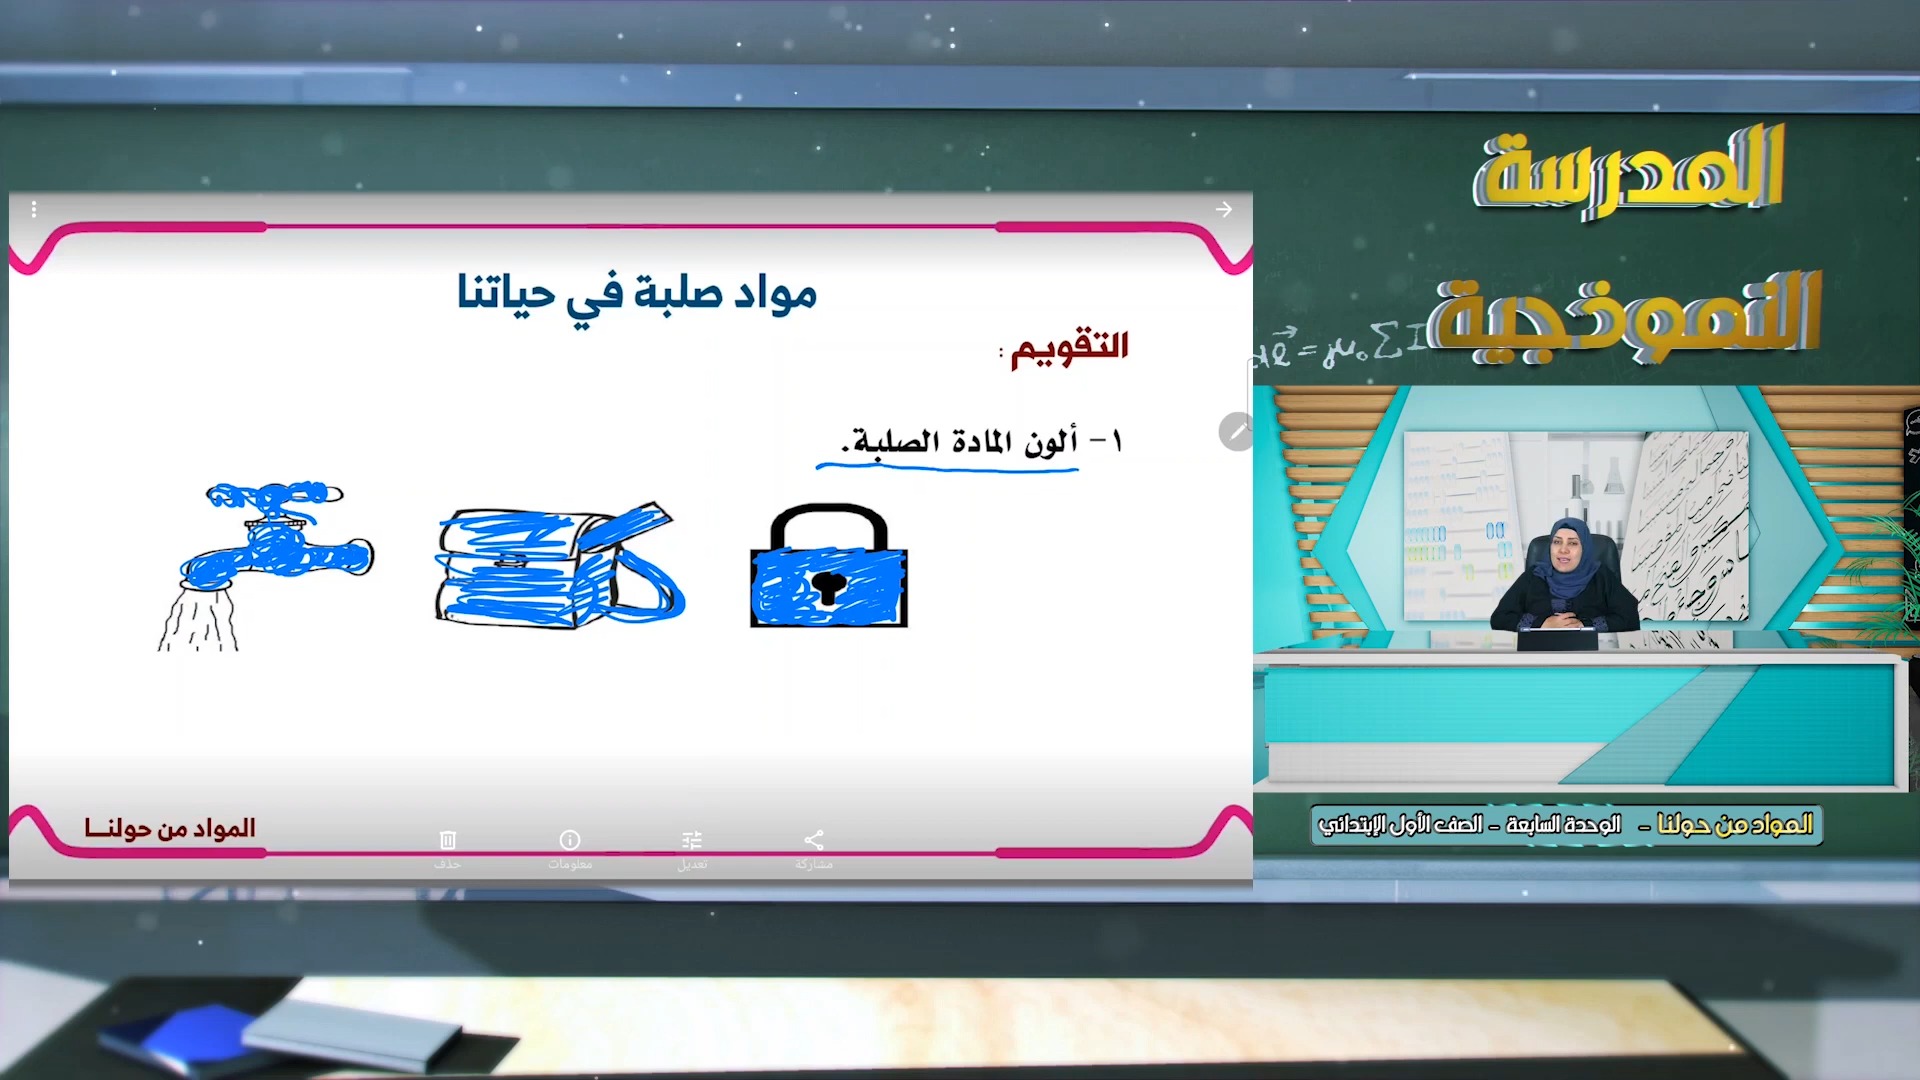 المدرسة
النموذجية
مواد صلبة في حياتنا
التقويم :
١- ألون المادة الصلبة.
المواد من حولنـا
حذف
معلومات
تعديل
مشاركة
المواد من حولنا - الوحدة السابعة - الصف الأول الإبتدائي